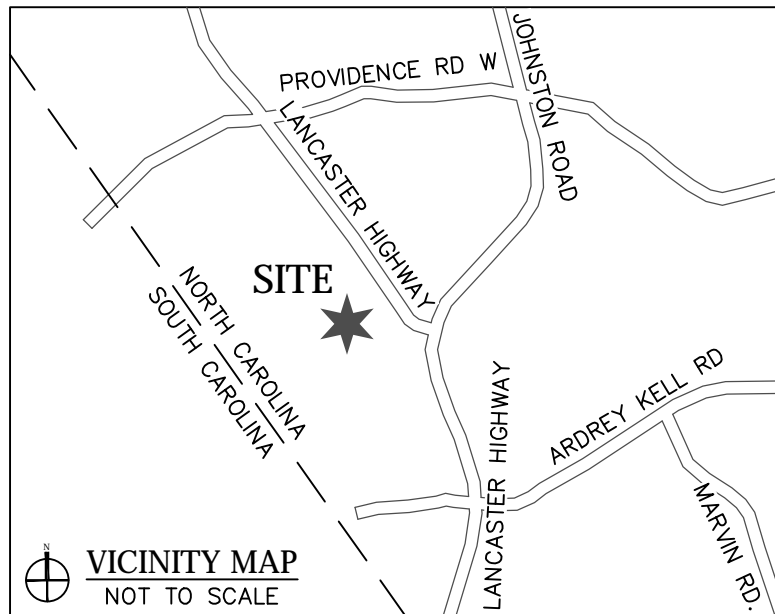 PROVIDENCE RD W
JOHNSTON ROAD
LANCASTER HIGHWAY
SITE
NORTH CAROLINA
SOUTH CAROLINA
LANCASTER HIGHWAY
ARDREY KELL RD
MARVIN RD.
N
VICINITY MAP
NOT TO SCALE